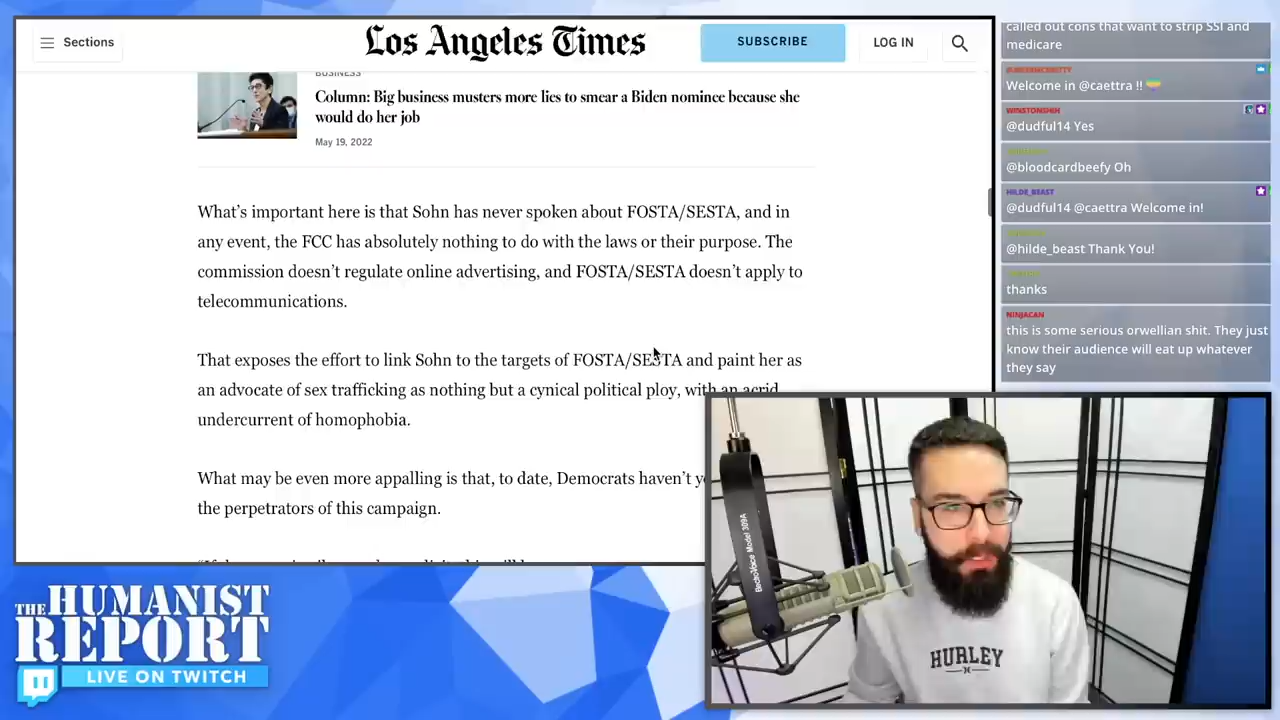 Sections
Los Angeles Times
SUBSCRIBE
LOG IN
BUSINESS
Column: Big business musters more lies to smear a Biden nominee because she
would do her job
May 19, 2022
What’s important here is that Sohn has never spoken about FOSTA/SESTA, and in
any event, the FCC has absolutely nothing to do with the laws or their purpose. The
commission doesn’t regulate online advertising, and FOSTA/SESTA doesn’t apply to
telecommunications.
That exposes the effort to link Sohn to the targets of FOSTA/SESTA and paint her as
an advocate of sex trafficking as nothing but a cynical political ploy, with an acrid
undercurrent of homophobia.
What may be even more appalling is that, to date, Democrats haven’t
the perpetrators of this campaign.
called out cons that want to strip SSI and
medicare
Welcome in @caettra !!
WINSTONSHIH
@dudful14 Yes
@bloodcardbeefy Oh
HILDE_BEAST
@dudful14 @caettra Welcome in!
@hilde_beast Thank You!
thanks
NINJACAN
this is some serious orwellian shit. They just
know their audience will eat up whatever
they say
ElectroVoice Model 309A
HURLEY
THE HUMANIST
REPORT
LIVE ON TWITCH